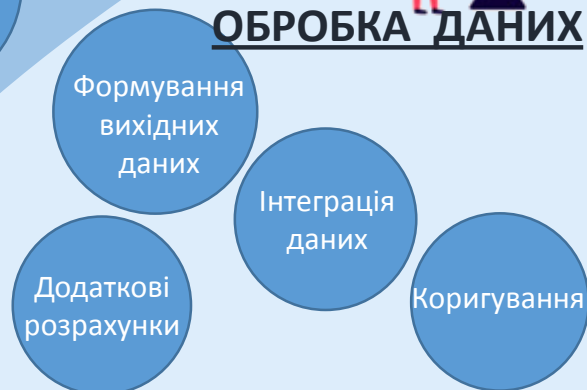 ОБРОБКА ДАНИХ
Формування
вихідних
даних
Інтеграція
даних
Додаткові
розрахунки
Коригування